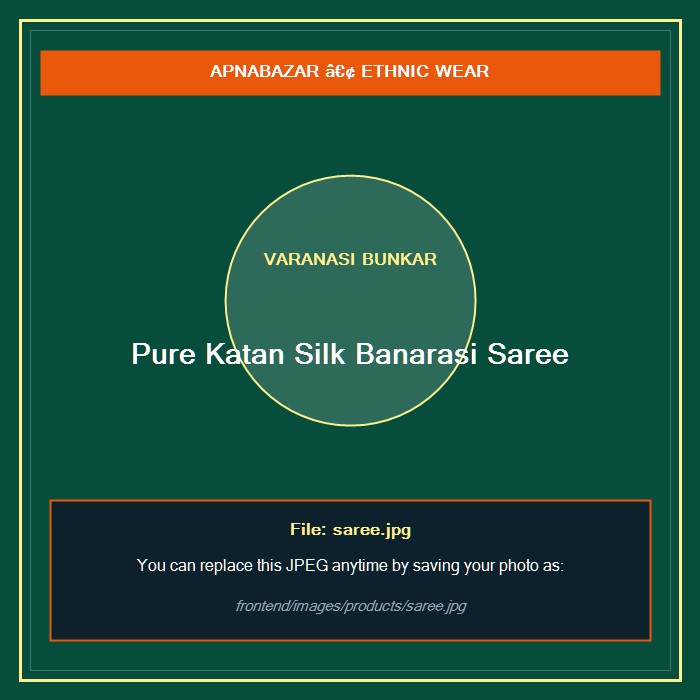 APNABAZAR â€¢ ETHNIC WEAR
VARANASI BUNKAR
Pure Katan Silk Banarasi Saree
File: saree.jpg
You can replace this JPEG anytime by saving your photo as:
frontend/images/products/saree.jpg